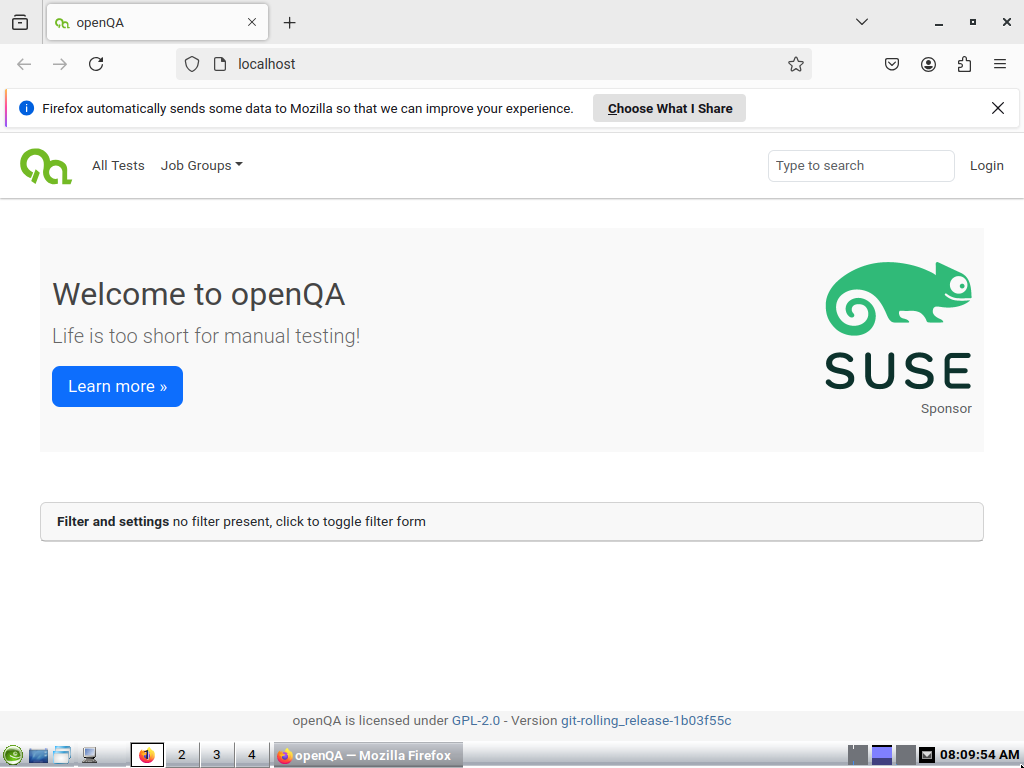 openQA
localhost
Firefox automatically sends some data to Mozilla so that we can improve your experience. Choose What I Share
All Tests Job Groups Type to search Login
Welcome to openQA
Life is too short for manual testing!
Learn more »
SUSE
Sponsor
Filter and settings no filter present, click to toggle filter form
openQA is licensed under GPL-2.0 - Version git-rolling_release-1b03f55c
1 2 3 4 openQA — Mozilla Firefox 08:09:54 AM